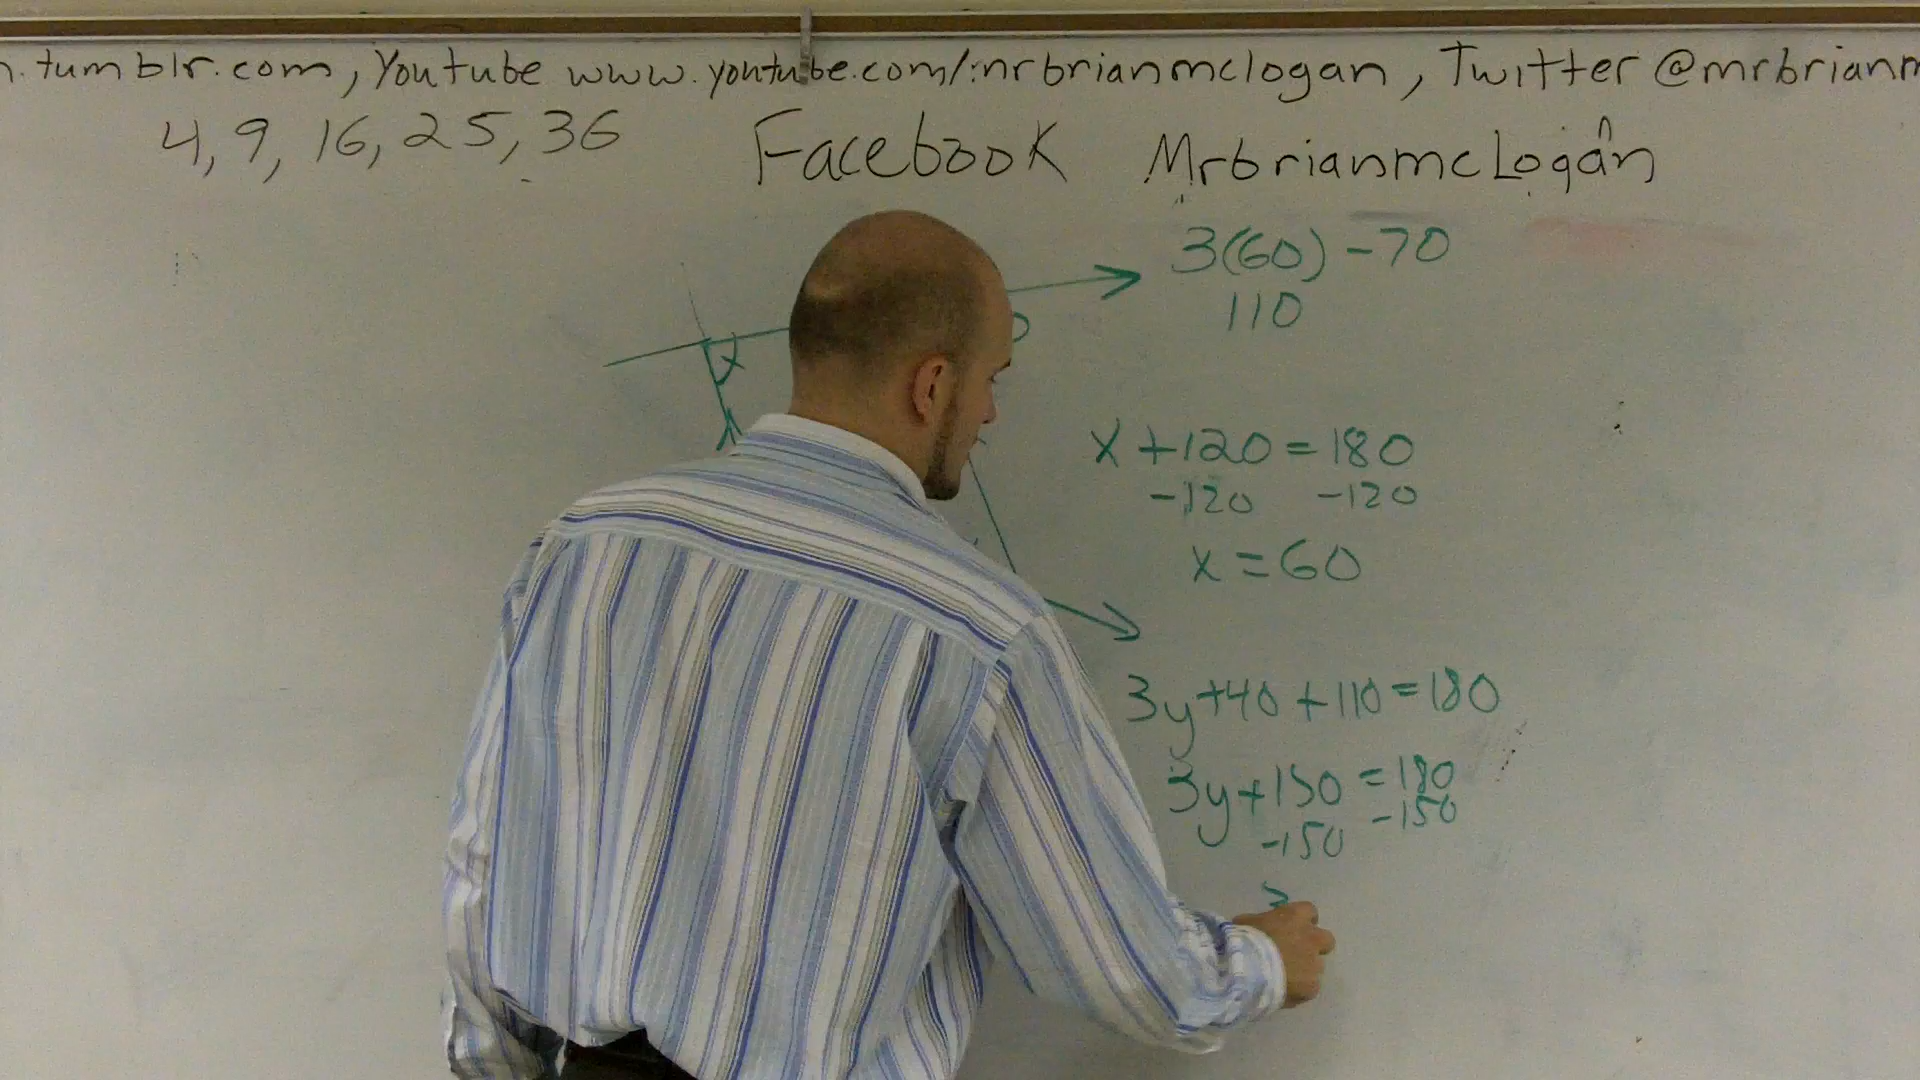 .tumblr.com, Youtube www.youtube.com/mrbrianmclogan, Twitter @mrbrianm
4, 9, 16, 25, 36 Facebook MrbrianmcLogan
3(60) -70
110
x
x +120 = 180
-120 -120
x = 60
3y +40 + 110 = 180
3y + 150 = 180
-150 -150